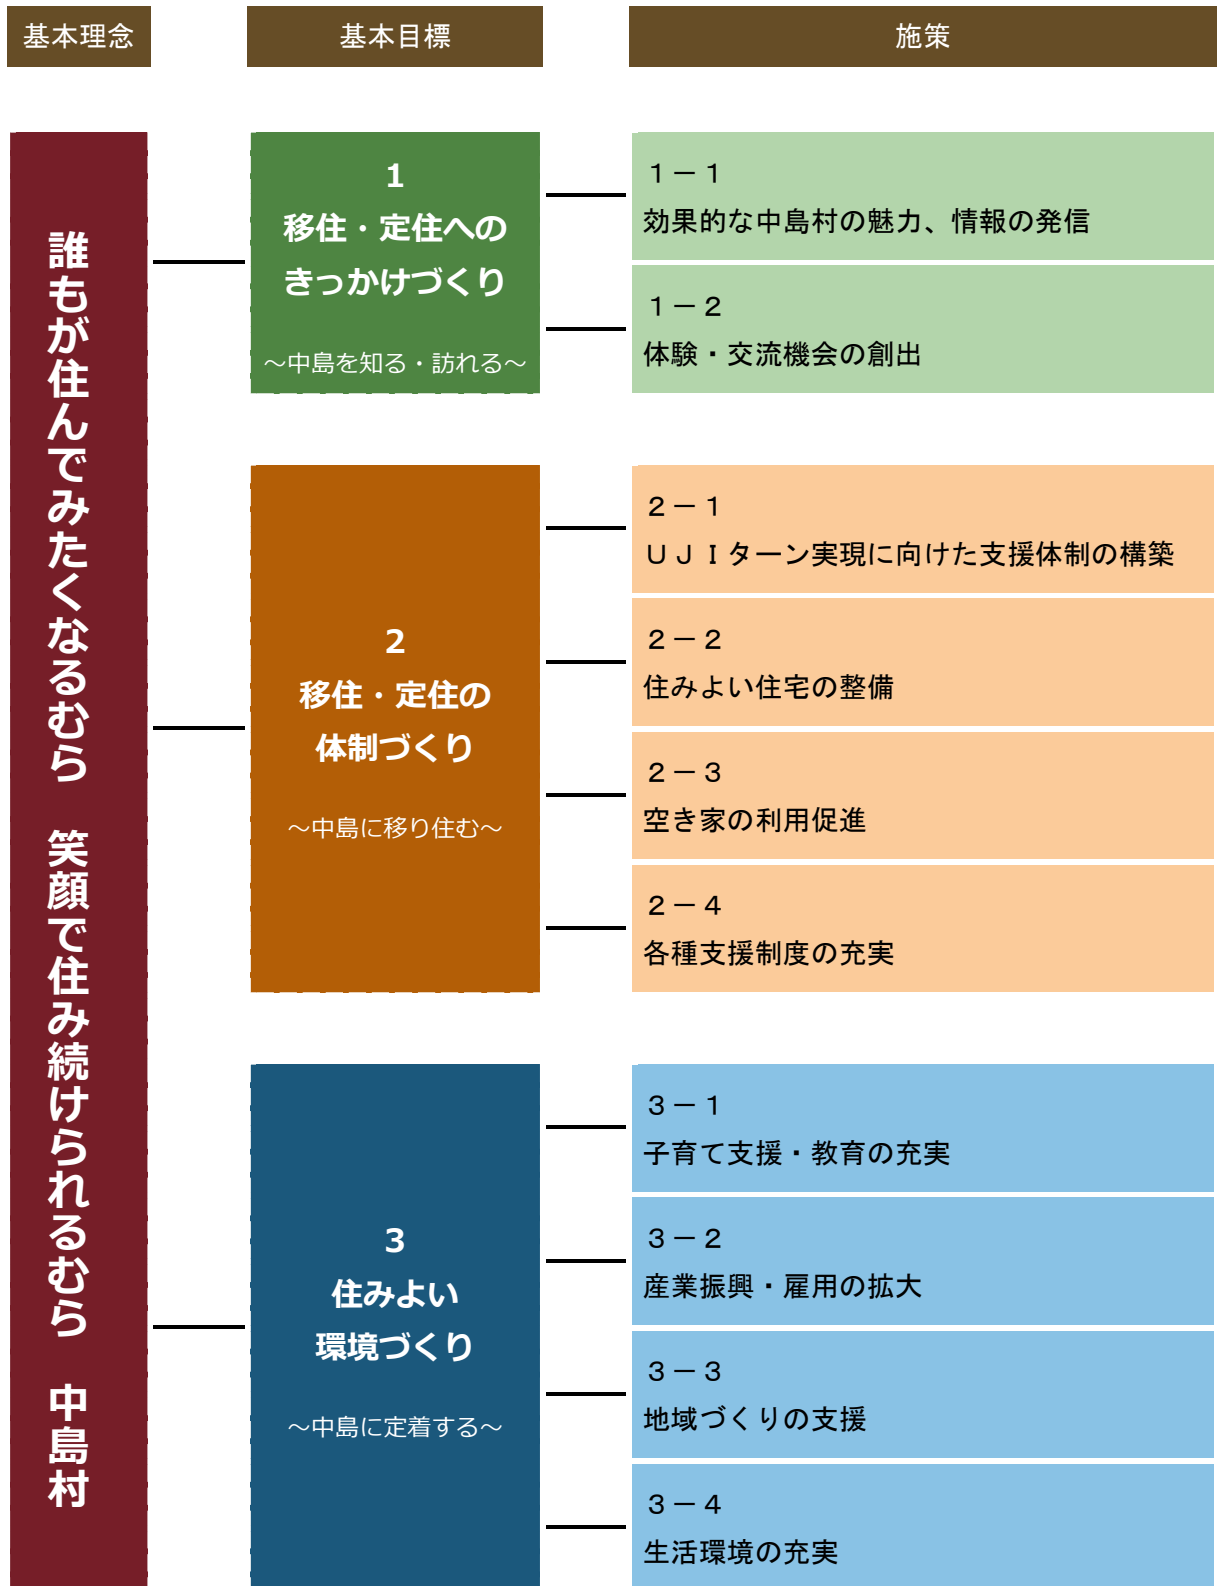 基本理念
基本目標
施策
誰もが住んでみたくなるむら　笑顔で住み続けられるむら　中島村
1
移住・定住への
きっかけづくり
～中島を知る・訪れる～
１－１
効果的な中島村の魅力、情報の発信
１－２
体験・交流機会の創出
2
移住・定住の
体制づくり
～中島に移り住む～
２－１
ＵＪＩターン実現に向けた支援体制の構築
２－２
住みよい住宅の整備
２－３
空き家の利用促進
２－４
各種支援制度の充実
3
住みよい
環境づくり
～中島に定着する～
３－１
子育て支援・教育の充実
３－２
産業振興・雇用の拡大
３－３
地域づくりの支援
３－４
生活環境の充実